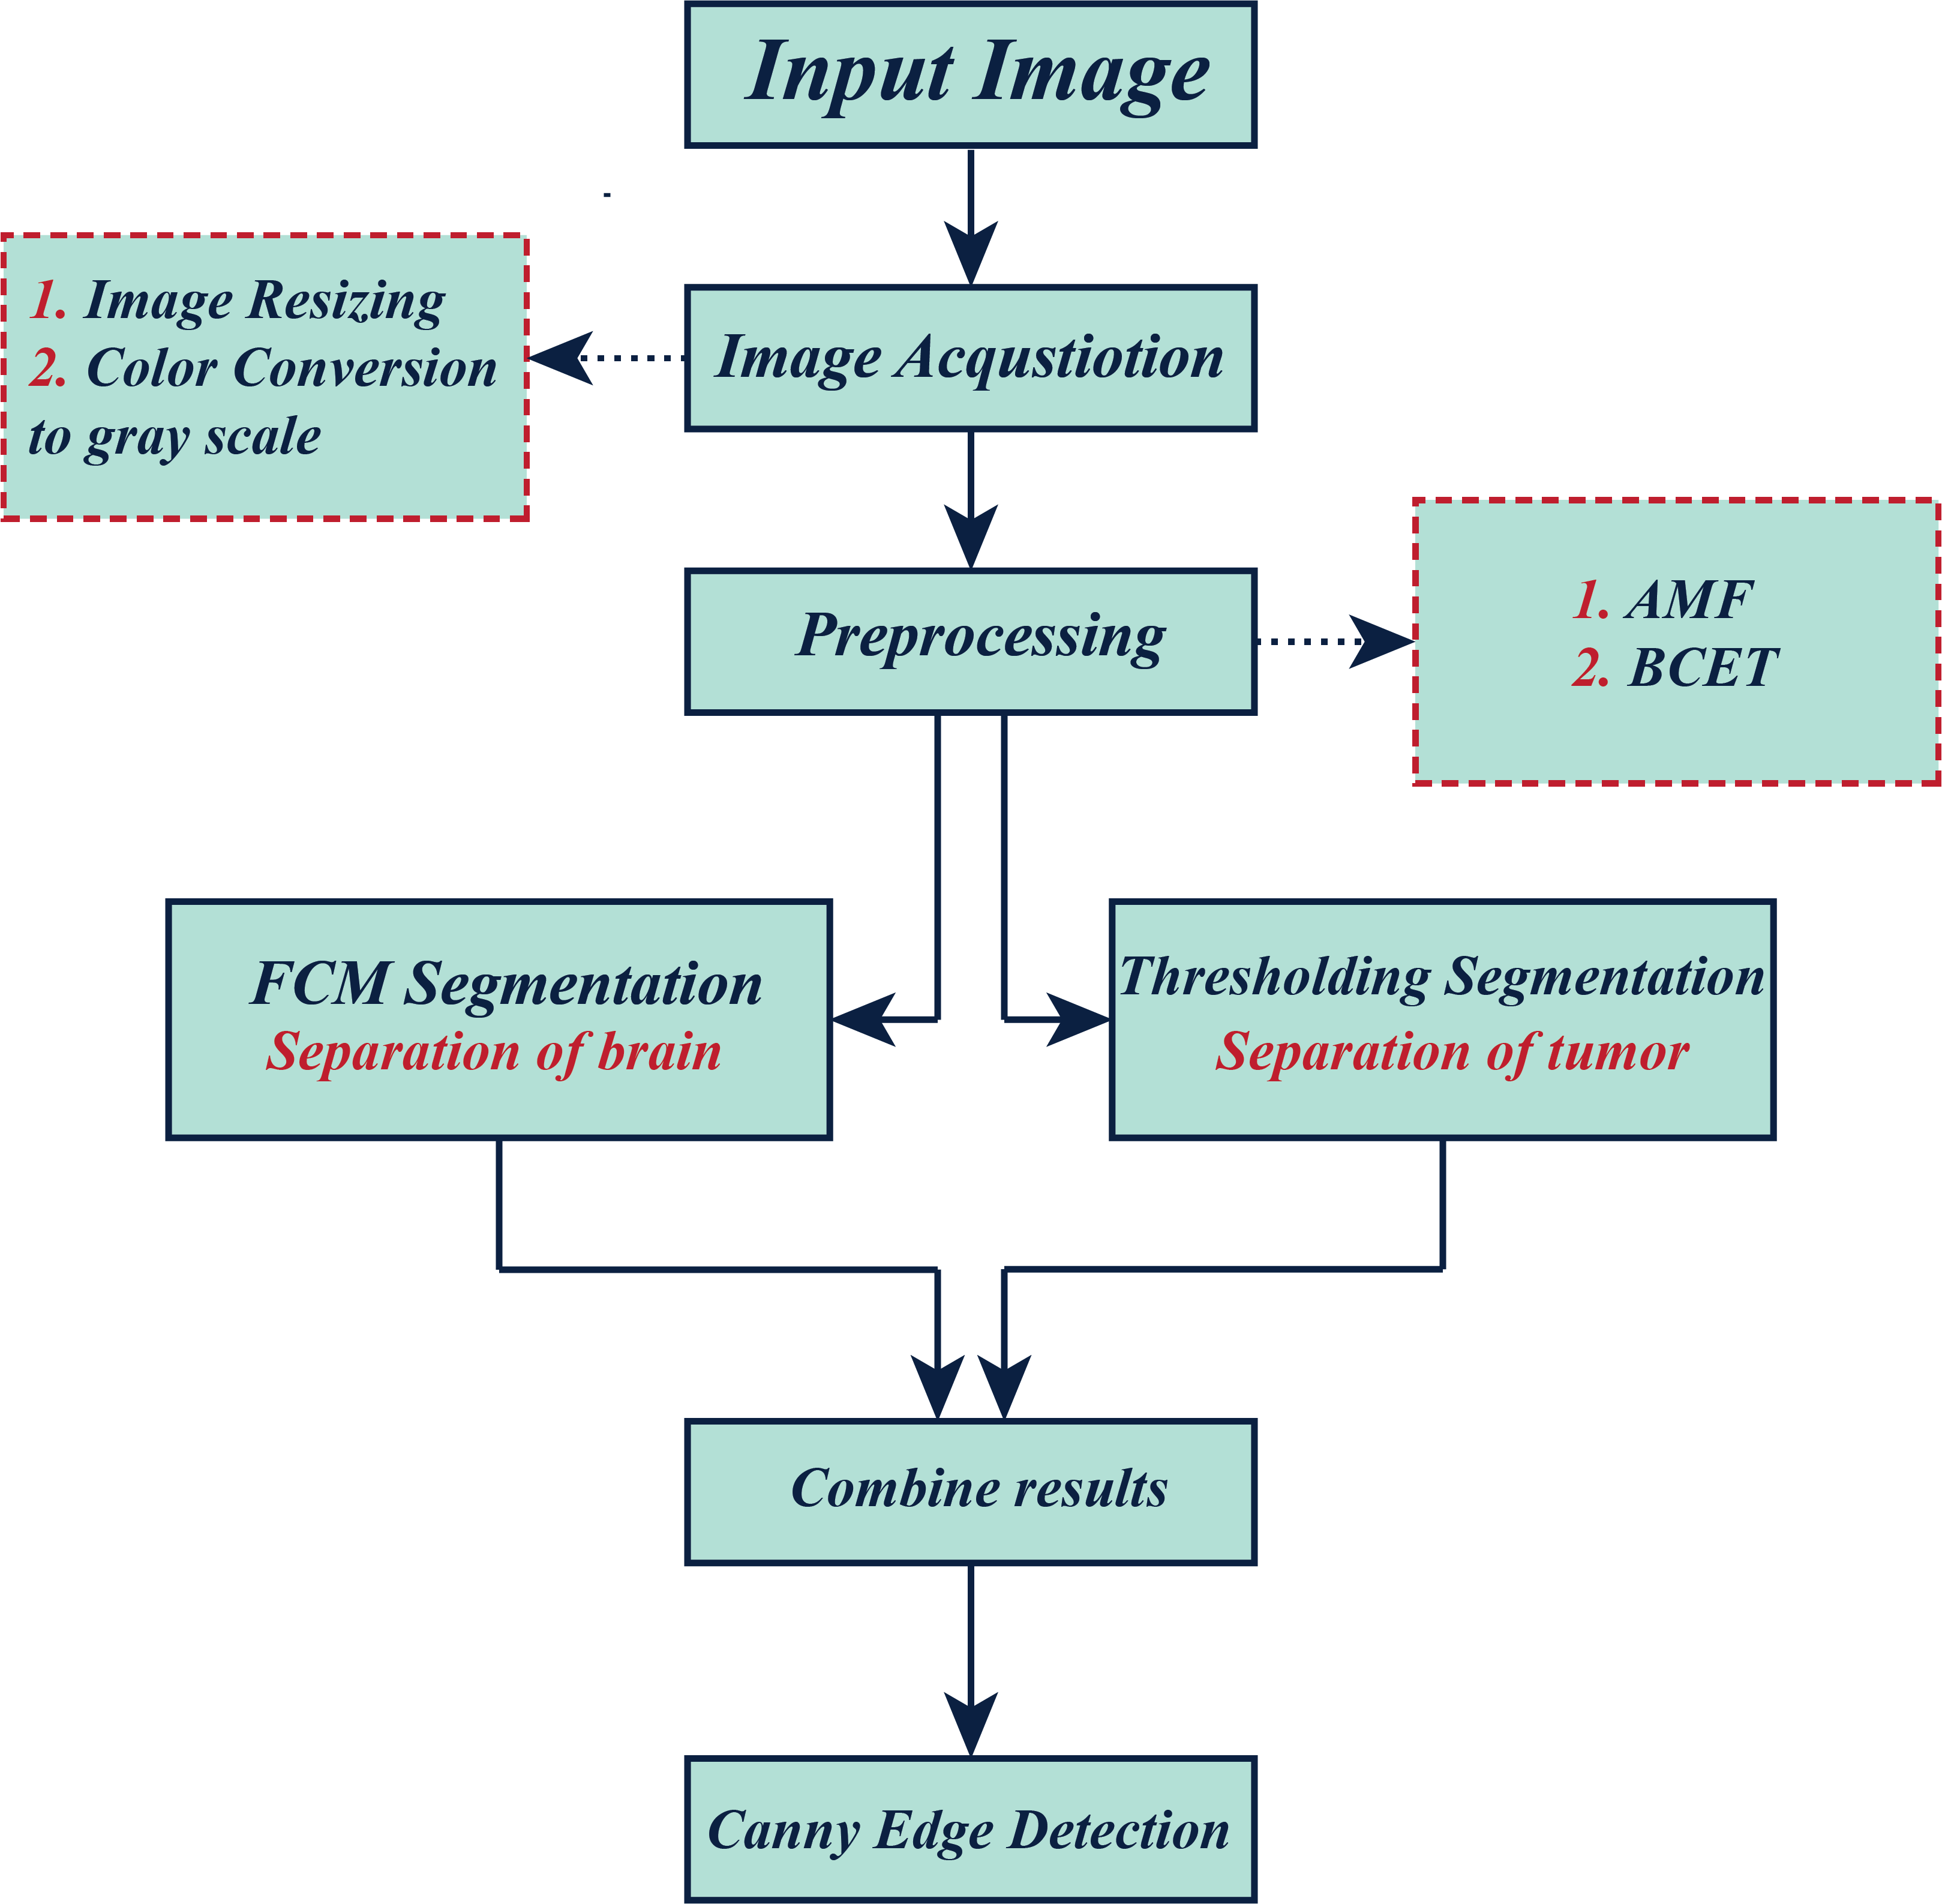 Input Image
1. Image Resizing
2. Color Conversion
to gray scale
Image Acqustiotion
Preprocessing
1. AMF
2. BCET
FCM Segmentation
Separation of brain
Thresholding Segmentation
Separation of tumor
Combine results
Canny Edge Detection